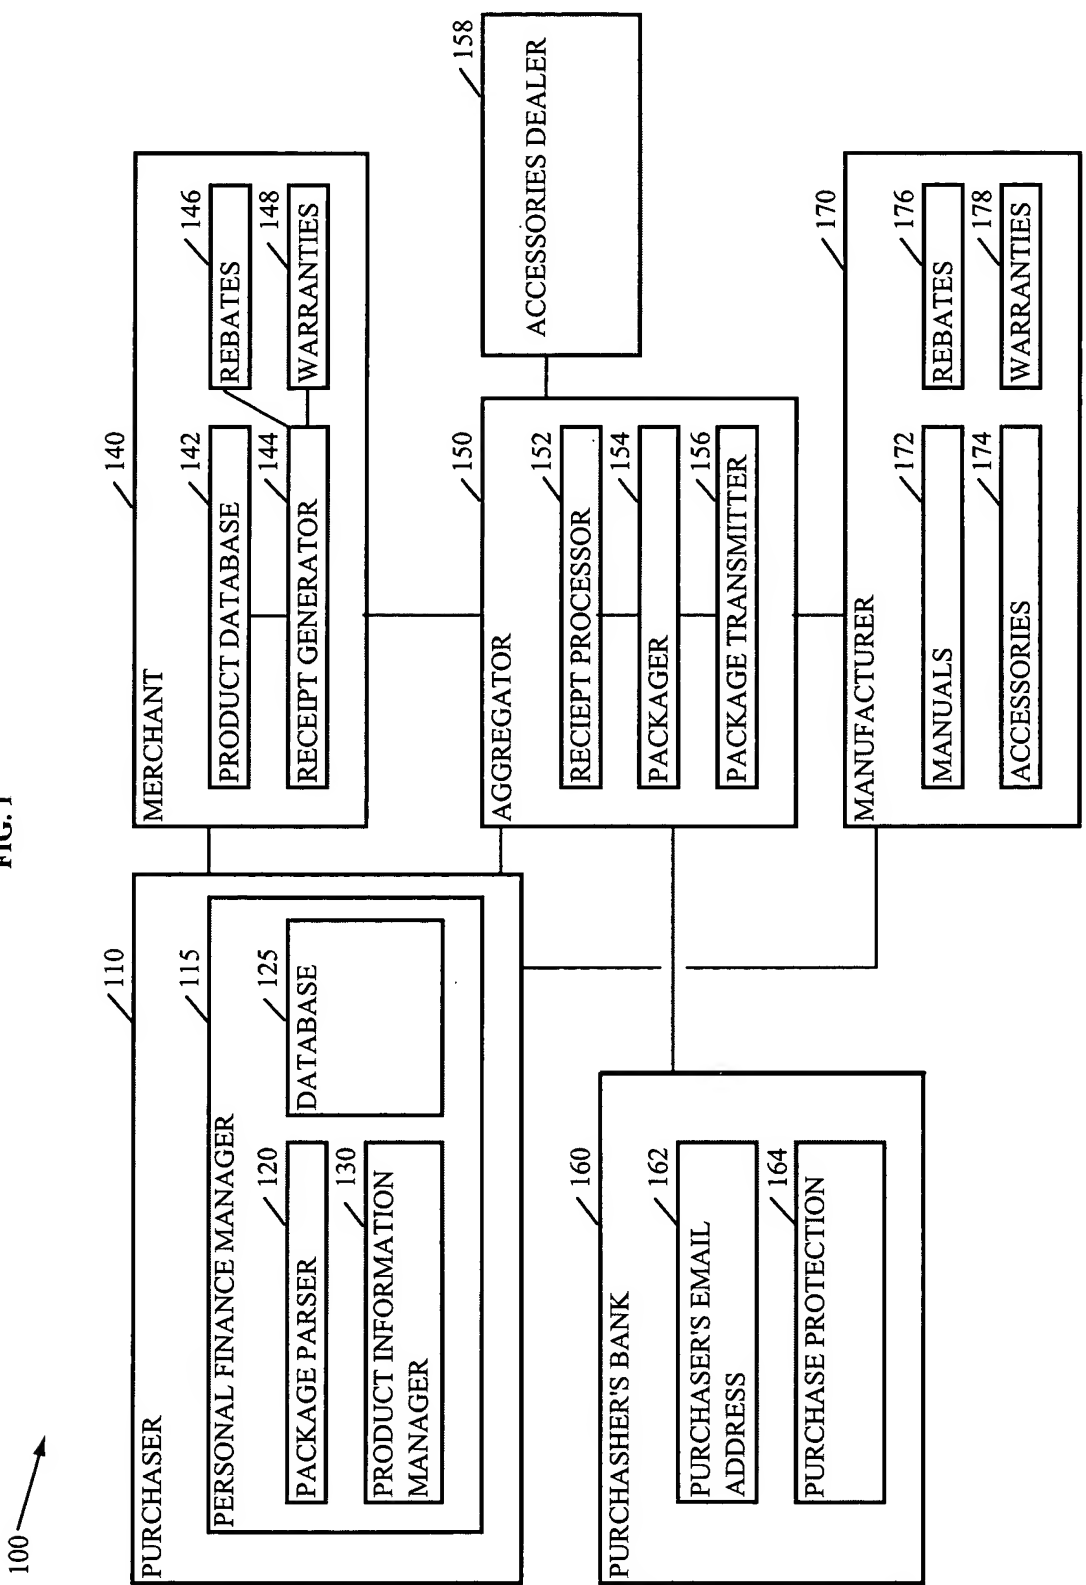 FIG. 1
100
PURCHASER
110
PERSONAL FINANCE MANAGER
115
PACKAGE PARSER
120
DATABASE
125
PRODUCT INFORMATION
MANAGER
130
MERCHANT
140
PRODUCT DATABASE
142
REBATES
146
RECEIPT GENERATOR
144
WARRANTIES
148
AGGREGATOR
150
RECIEPT PROCESSOR
152
PACKAGER
154
PACKAGE TRANSMITTER
156
ACCESSORIES DEALER
158
PURCHASHER'S BANK
160
PURCHASER'S EMAIL
ADDRESS
162
PURCHASE PROTECTION
164
MANUFACTURER
170
MANUALS
172
REBATES
176
ACCESSORIES
174
WARRANTIES
178